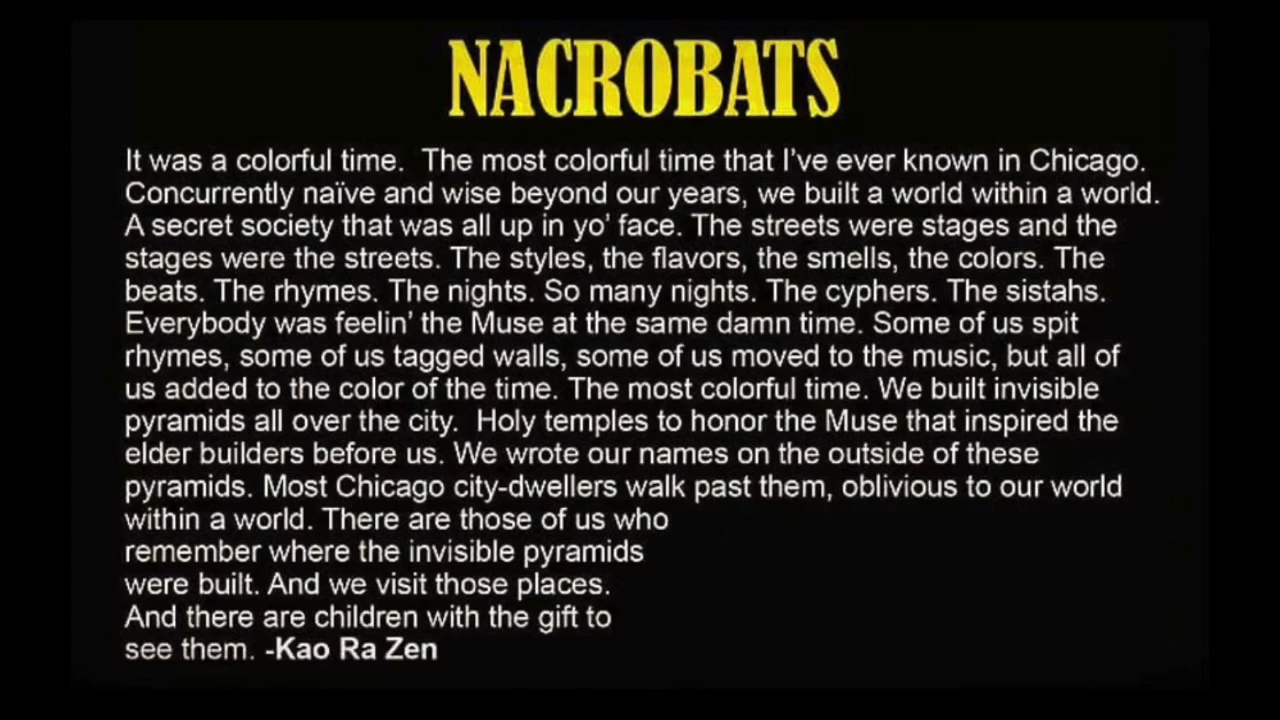 NACROBATS
It was a colorful time.  The most colorful time that I've ever known in Chicago.
Concurrently naïve and wise beyond our years, we built a world within a world.
A secret society that was all up in yo' face. The streets were stages and the
stages were the streets. The styles, the flavors, the smells, the colors. The
beats. The rhymes. The nights. So many nights. The cyphers. The sistahs.
Everybody was feelin' the Muse at the same damn time. Some of us spit
rhymes, some of us tagged walls, some of us moved to the music, but all of
us added to the color of the time. The most colorful time. We built invisible
pyramids all over the city.  Holy temples to honor the Muse that inspired the
elder builders before us. We wrote our names on the outside of these
pyramids. Most Chicago city-dwellers walk past them, oblivious to our world
within a world. There are those of us who
remember where the invisible pyramids
were built. And we visit those places.
And there are children with the gift to
see them. -Kao Ra Zen